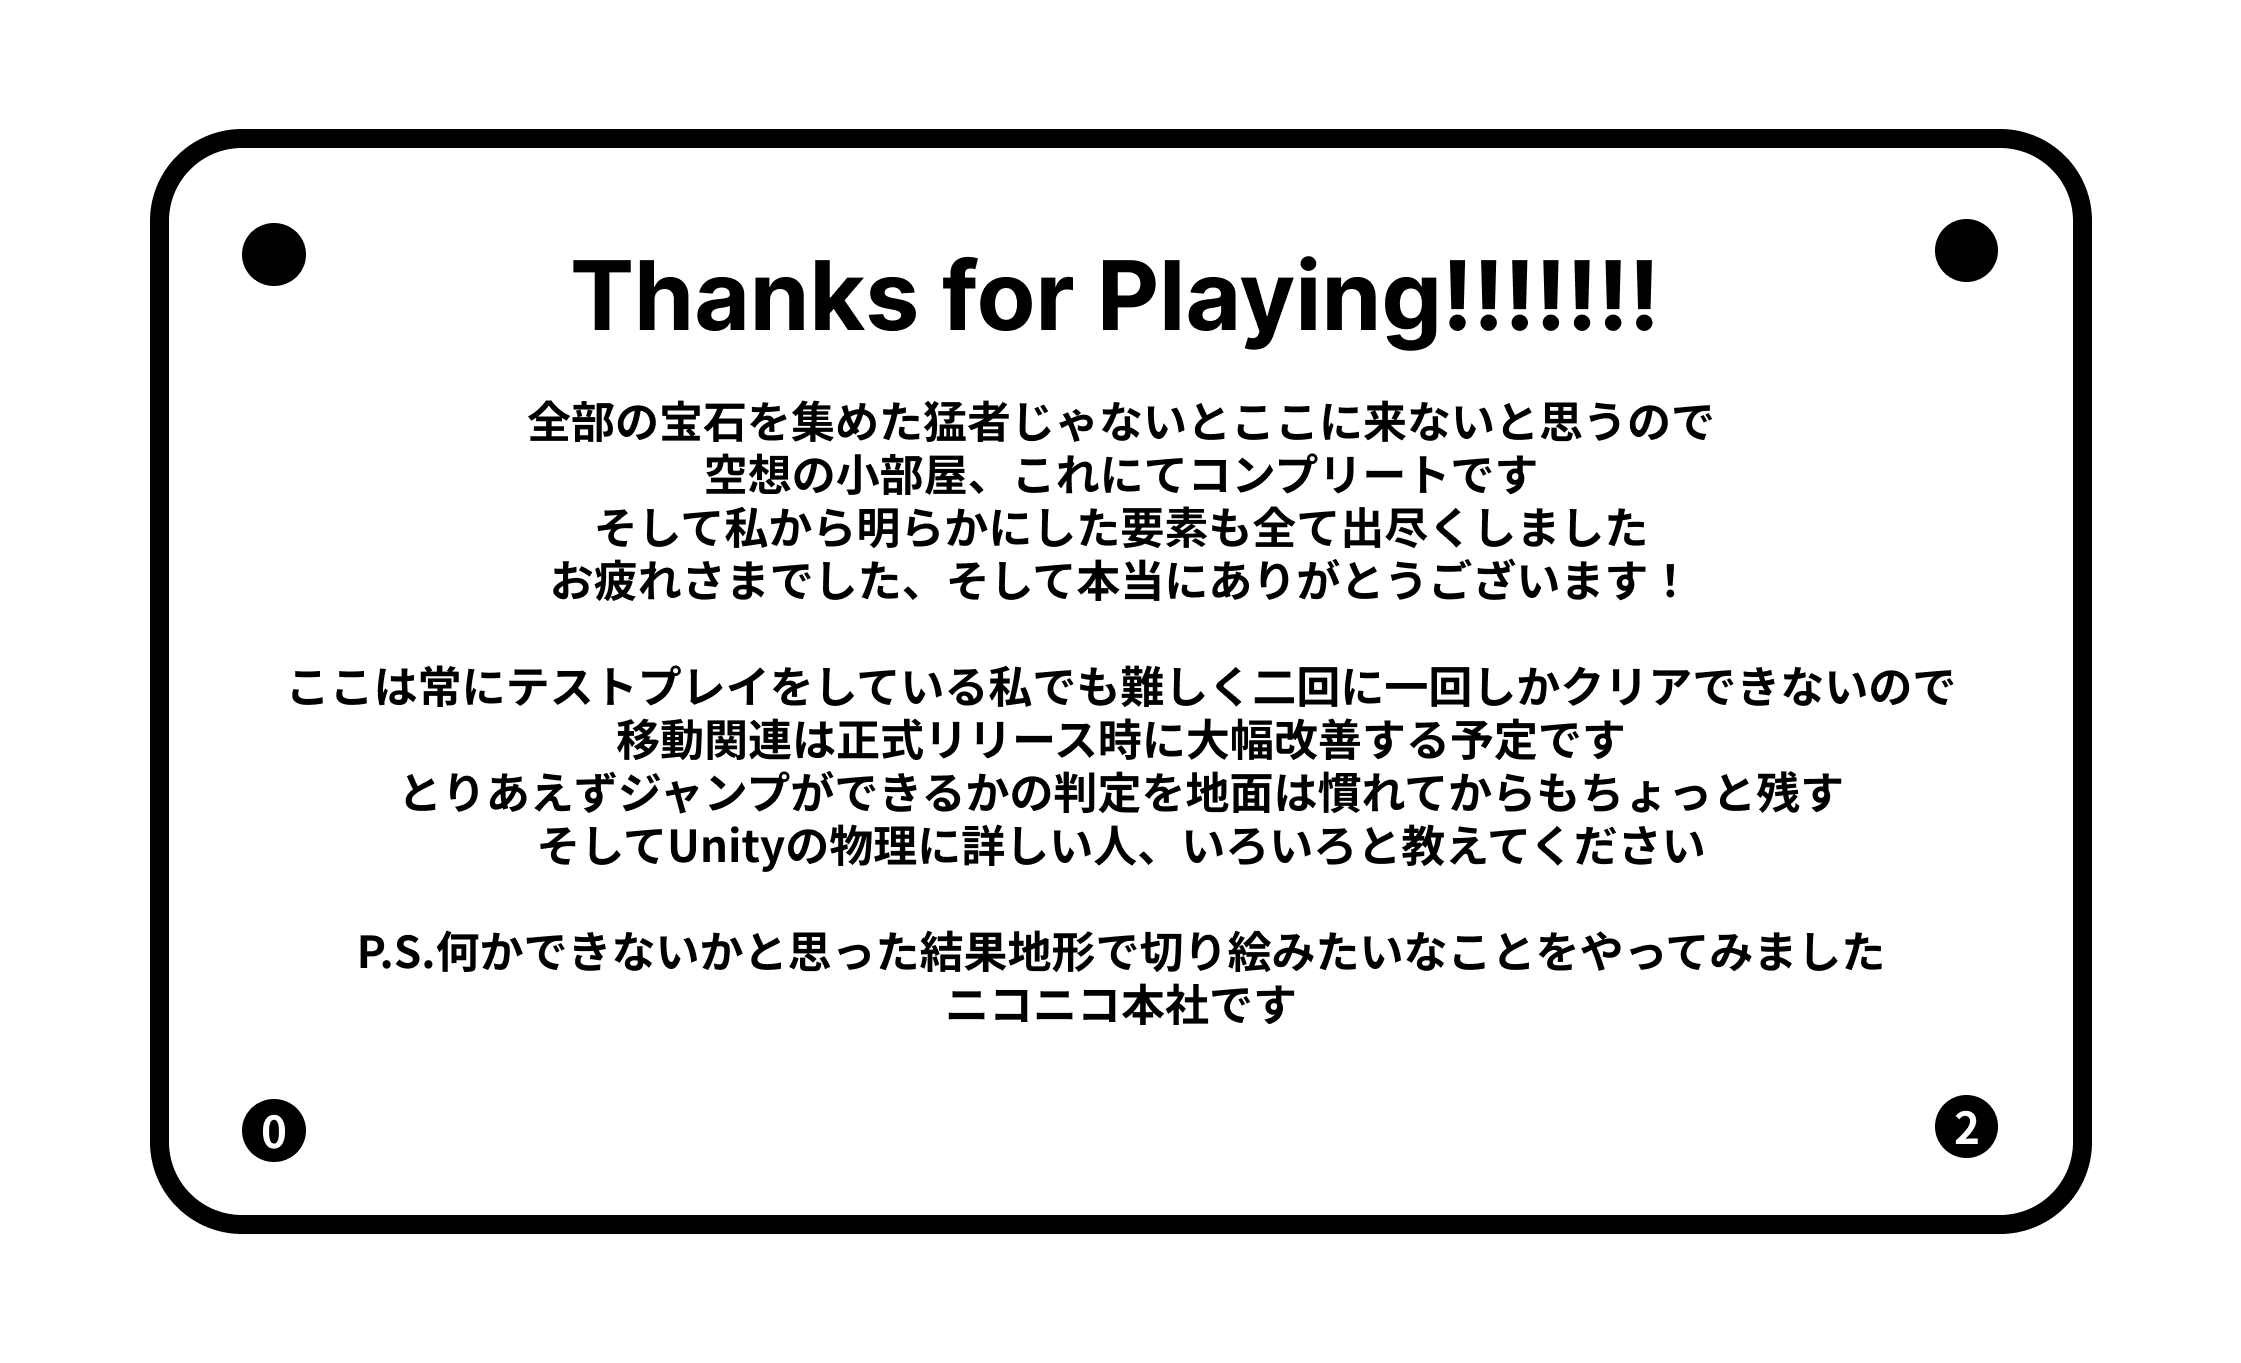 Thanks for Playing!!!!!!!
全部の宝石を集めた猛者じゃないとここに来ないと思うので
空想の小部屋、これにてコンプリートです
そして私から明らかにした要素も全て出尽くしました
お疲れさまでした、そして本当にありがとうございます！
ここは常にテストプレイをしている私でも難しく二回に一回しかクリアできないので
移動関連は正式リリース時に大幅改善する予定です
とりあえずジャンプができるかの判定を地面は慣れてからもちょっと残す
そしてUnityの物理に詳しい人、いろいろと教えてください
P.S.何かできないかと思った結果地形で切り絵みたいなことをやってみました
ニコニコ本社です
0
2